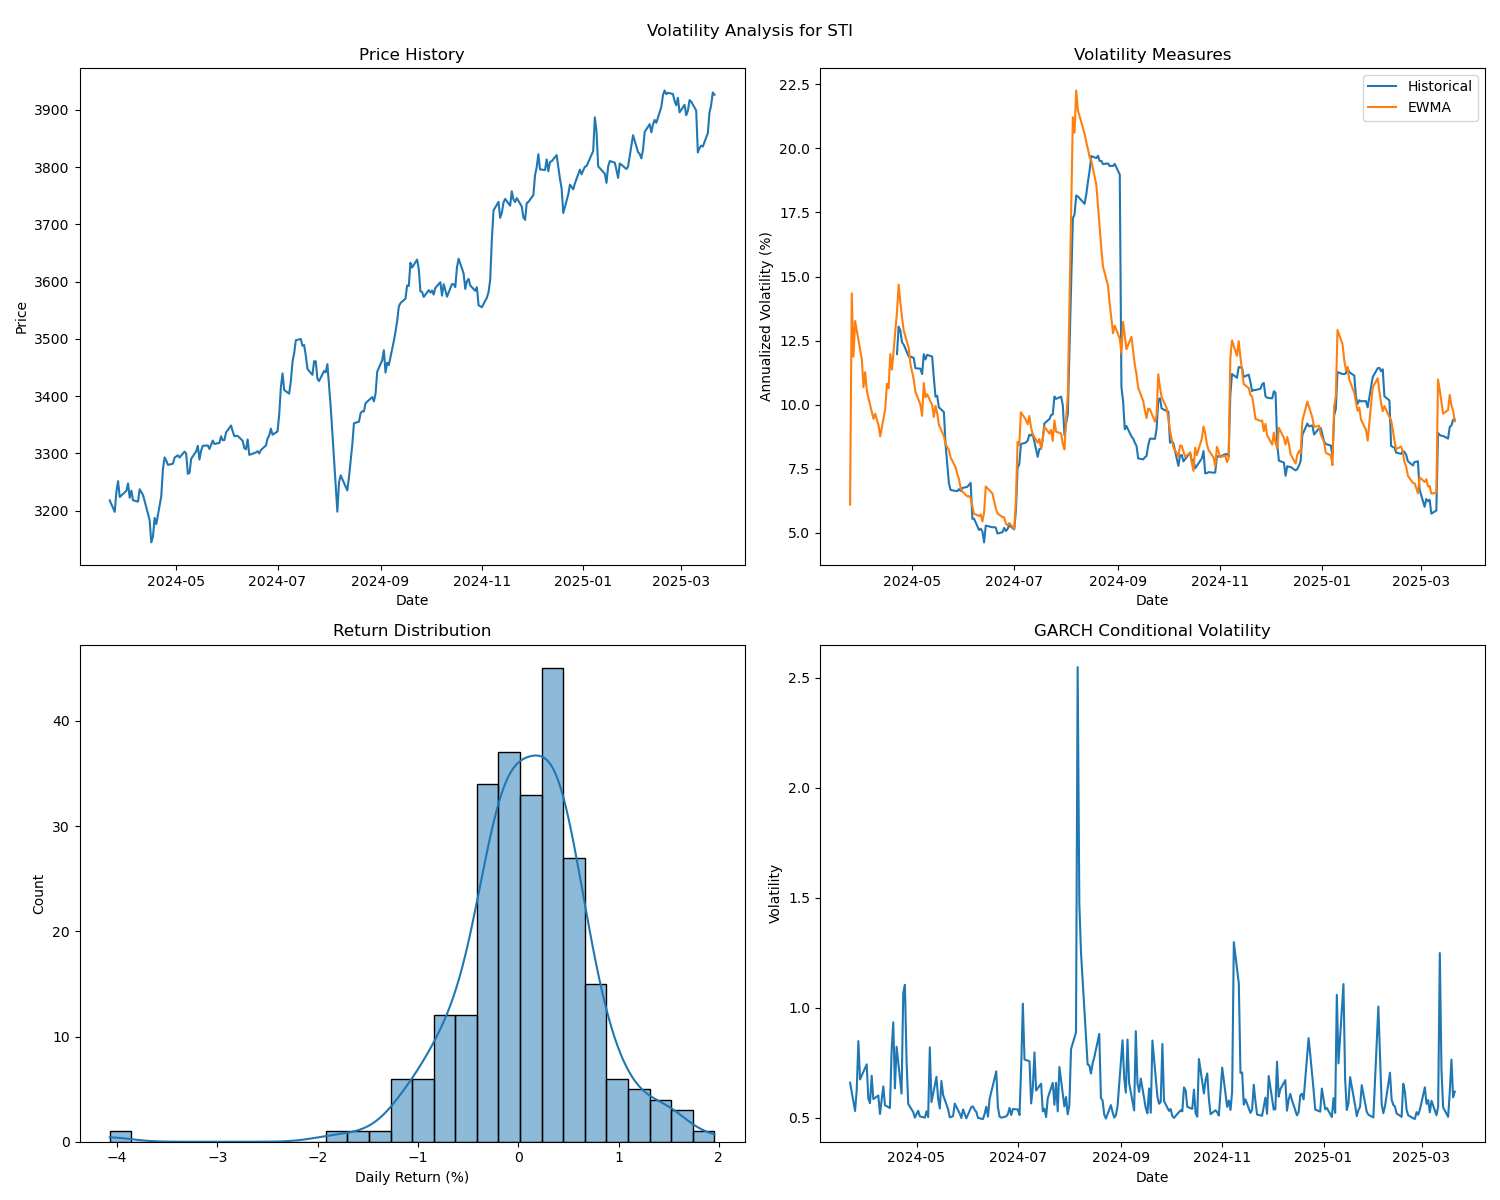 Volatility Analysis for STI
Price History
Price
3900
3800
3700
3600
3500
3400
3300
3200
2024-05 2024-07 2024-09 2024-11 2025-01 2025-03
Date
Volatility Measures
Historical
EWMA
Annualized Volatility (%)
22.5
20.0
17.5
15.0
12.5
10.0
7.5
5.0
2024-05 2024-07 2024-09 2024-11 2025-01 2025-03
Date
Return Distribution
Count
40
30
20
10
0
−4 −3 −2 −1 0 1 2
Daily Return (%)
GARCH Conditional Volatility
Volatility
2.5
2.0
1.5
1.0
0.5
2024-05 2024-07 2024-09 2024-11 2025-01 2025-03
Date